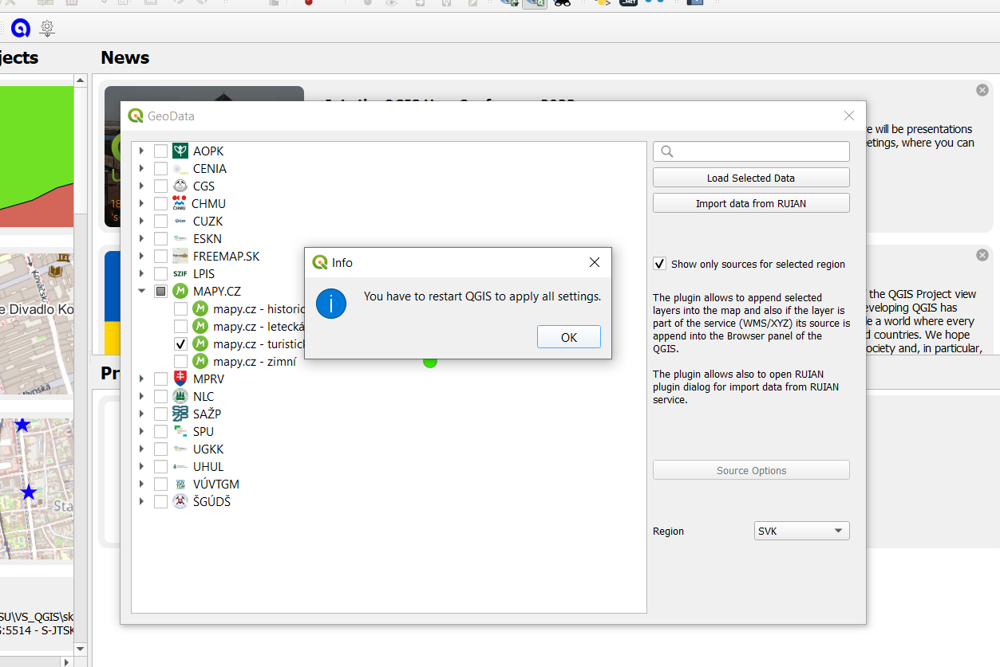 jects
News
GeoData
AOPK
CENIA
CGS
CHMU
CUZK
ESKN
FREEMAP.SK
LPIS
MAPY.CZ
mapy.cz - historic
mapy.cz - letecká
mapy.cz - turistick
mapy.cz - zimní
MPRV
NLC
SAŽP
SPU
UGKK
UHUL
VÚVTGM
ŠGÚDŠ
Info
You have to restart QGIS to apply all settings.
OK
Load Selected Data
Import data from RUIAN
Show only sources for selected region
The plugin allows to append selected
layers into the map and also if the layer is
part of the service (WMS/XYZ) its source is
append into the Browser panel of the
QGIS.
The plugin allows also to open RUIAN
plugin dialog for import data from RUIAN
service.
Source Options
Region
SVK
e will be presentations
eetings, where you can
the QGIS Project view
eveloping QGIS has
e a world where every
d countries. We hope
ociety and, in particular,
Pr
e Divadlo Ko
Kováčska
Sta
SU\VS_QGIS\sk
G:5514 - S-JTSK